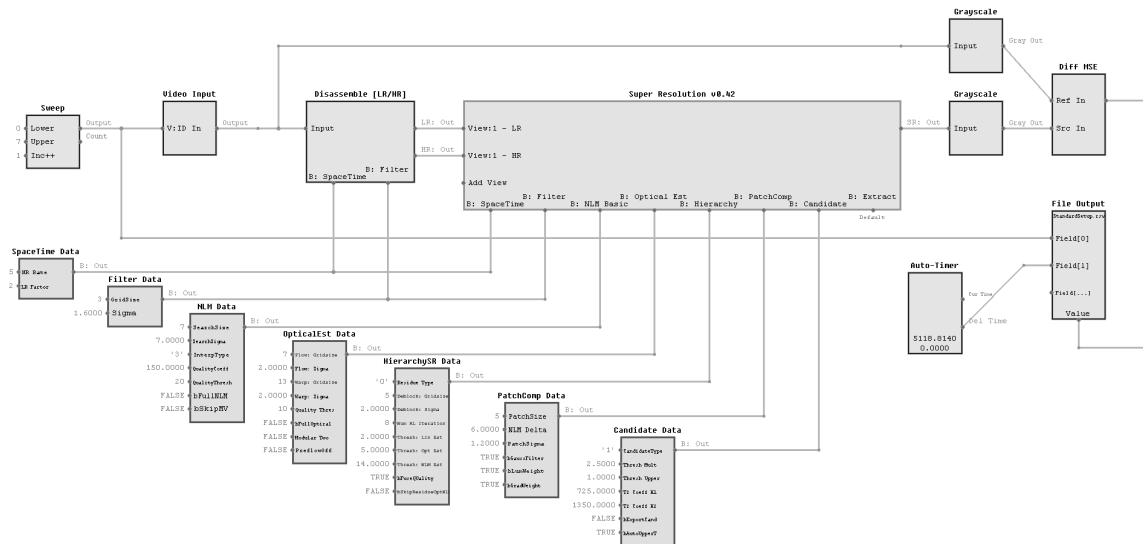 Grayscale
Input
Gray Out
Diff MSE
Ref In
Src In
Sweep
0 Lower
7 Upper
1 Inc++
Output
Count
Video Input
V:ID In
Output
Disassemble [LR/HR]
Input
B: Filter
B: SpaceTime
LR: Out
HR: Out
Super Resolution v0.42
View:1 - LR
View:1 - HR
Add View
B: Filter
B: Optical Est
B: PatchComp
B: Extract
B: SpaceTime
B: NLM Basic
B: Hierarchy
B: Candidate
Default
SR: Out
Grayscale
Input
Gray Out
File Output
StandardSetup.csv
Field[0]
Field[1]
Field[...]
Value
Auto-Timer
Cur Time
Del Time
5118.8140
0.0000
SpaceTime Data
5 HR Rate
2 LR Factor
B: Out
Filter Data
3 GridSize
1.6000 Sigma
B: Out
NLM Data
7 SearchSize
7.0000 SearchSigma
'3' InterpType
150.0000 QualityCoeff
20 QualityThresh
FALSE bFullNLM
FALSE bSkipMV
B: Out
OpticalEst Data
7 Flow: Gridsize
2.0000 Flow: Sigma
13 Warp: Gridsize
2.0000 Warp: Sigma
10 Quality Thres
FALSE bFullOptical
FALSE Modular Two
FALSE PreflowOff
B: Out
HierarchySR Data
'0' Residue Type
5 Deblock: Gridsize
2.0000 Deblock: Sigma
8 Num KL Iteration
2.0000 Thresh: Lin Est
5.0000 Thresh: Opt Est
14.0000 Thresh: NLM Est
TRUE
FALSE
B: Out
PatchComp Data
5 PatchSize
6.0000 NLM Delta
1.2000 PatchSigma
TRUE bGaussFilter
TRUE bLumWeight
TRUE bGradWeight
B: Out
Candidate Data
'1' CandidateType
2.5000 Thresh Mult
1.0000 Thresh Upper
725.0000
1350.0000
FALSE bExportCand
TRUE bAutoUpperT
B: Out